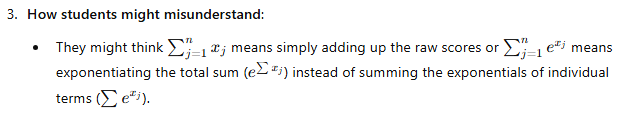 3. How students might misunderstand:
• They might think $\sum_{j=1}^{n} x_j$ means simply adding up the raw scores or $\sum_{j=1}^{n} e^{x_j}$ means
exponentiating the total sum ($e^{\sum x_j}$) instead of summing the exponentials of individual
terms ($\sum e^{x_j}$).